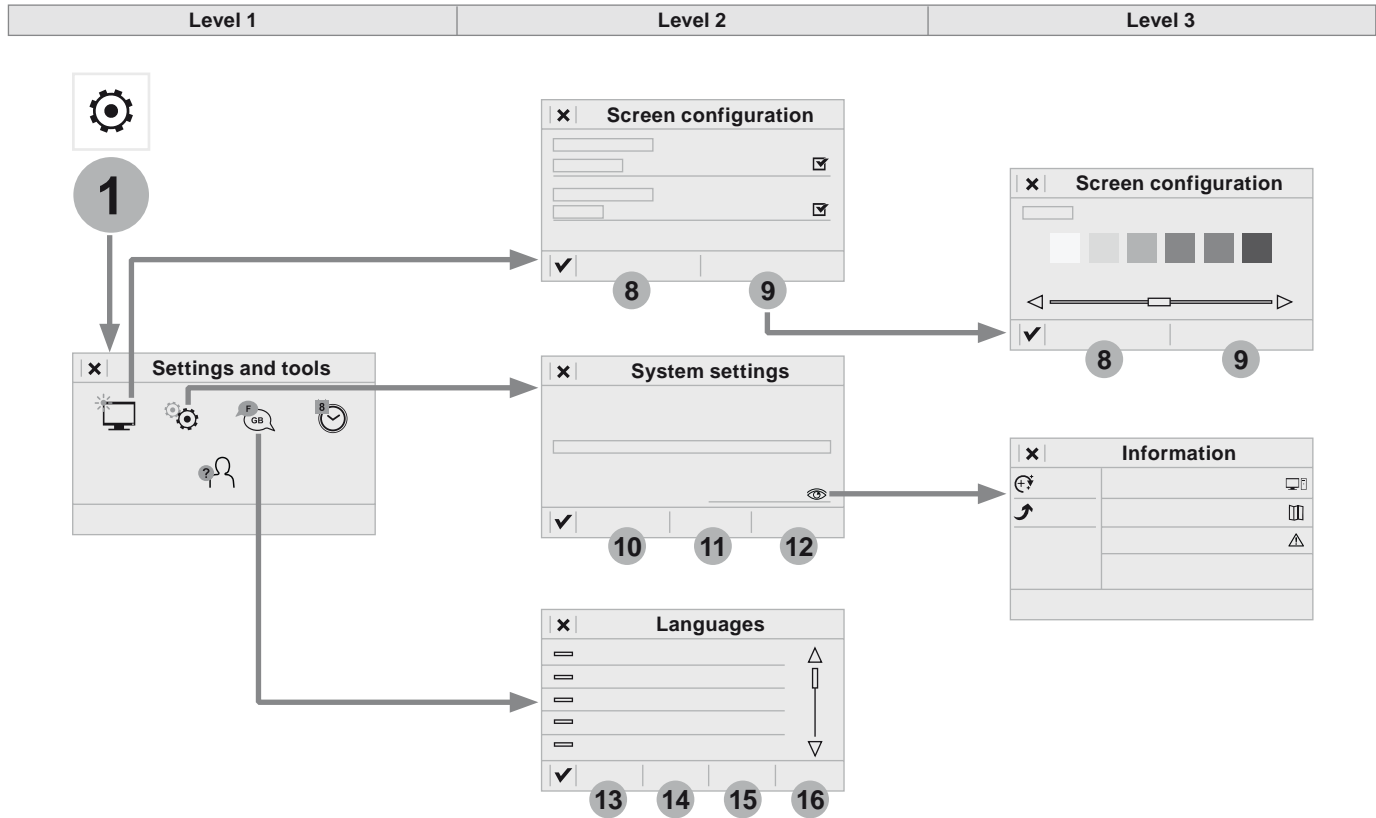 Level 1
Level 2
Level 3
1
Settings and tools
F
GB
8
?
Screen configuration
8
9
System settings
10
11
12
Languages
13
14
15
16
Screen configuration
8
9
Information